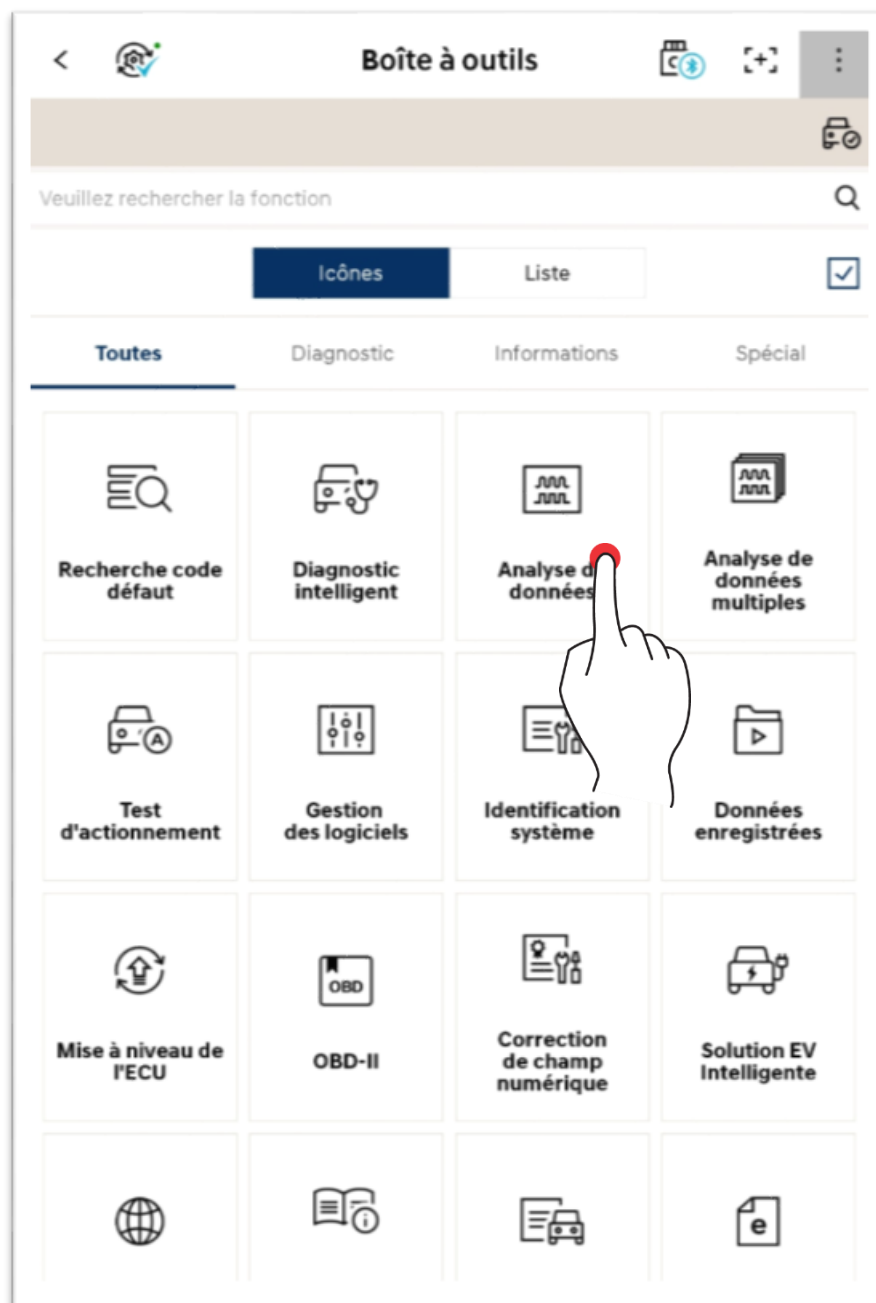 Boîte à outils
Veuillez rechercher la fonction
Icônes
Liste
Toutes
Diagnostic
Informations
Spécial
Recherche code
défaut
Diagnostic
intelligent
Analyse d
données
Analyse de
données
multiples
Test
d'actionnement
Gestion
des logiciels
Identification
système
Données
enregistrées
OBD
Mise à niveau de
l'ECU
OBD-II
Correction
de champ
numérique
Solution EV
Intelligente